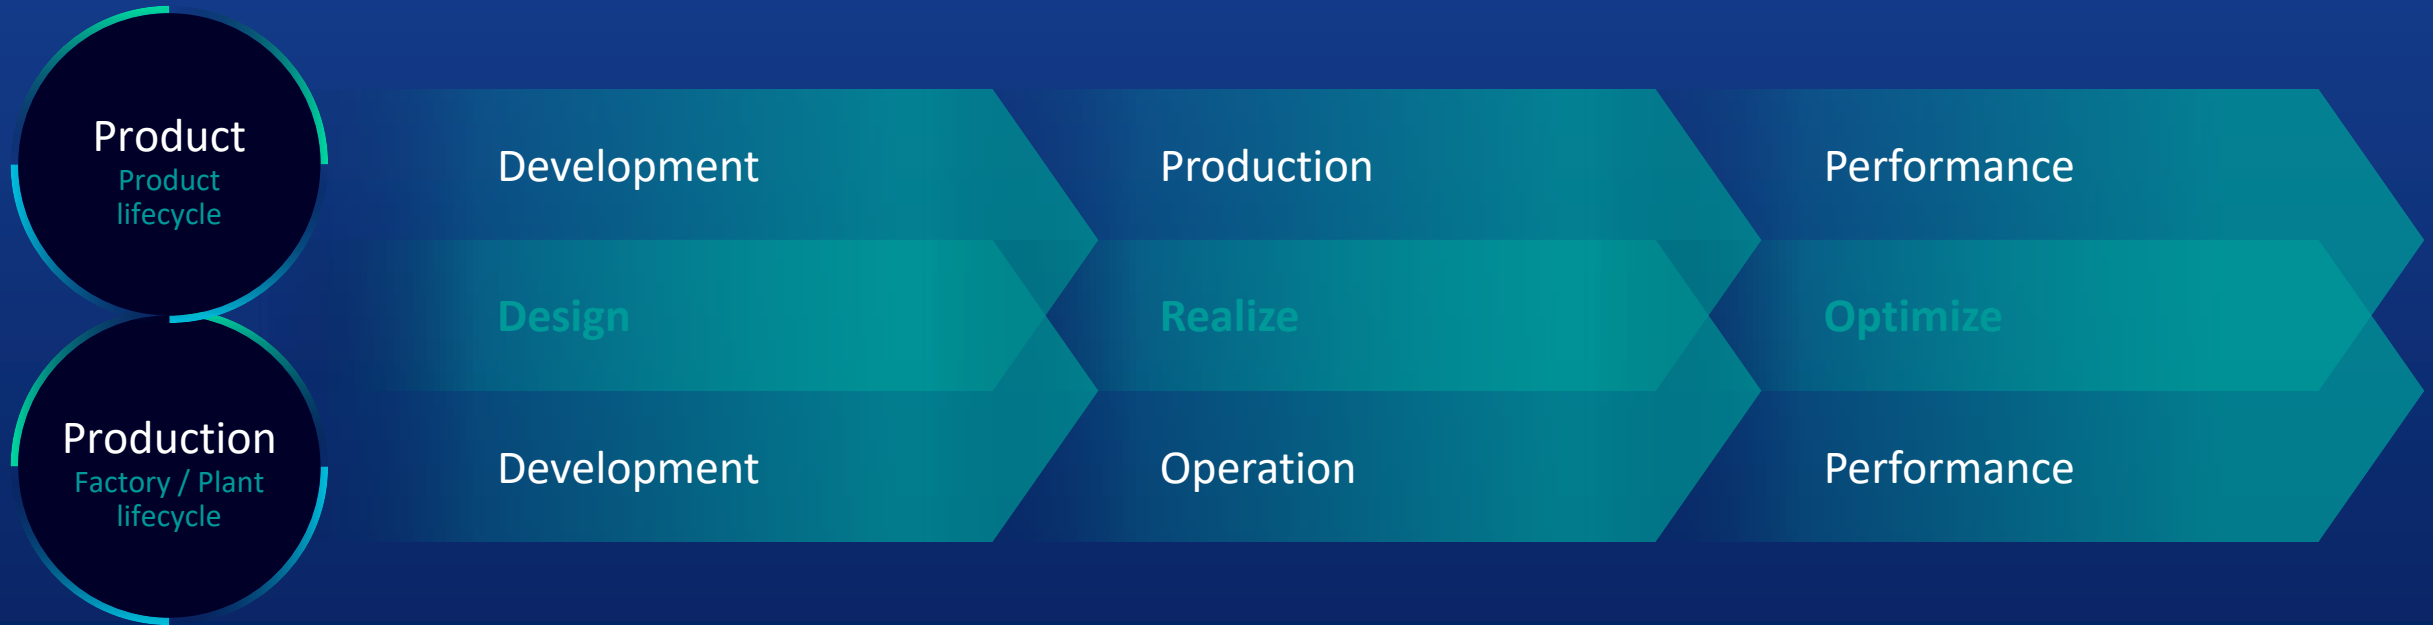 Product
Product
lifecycle
Development
Production
Performance
Design
Realize
Optimize
Production
Factory / Plant
lifecycle
Development
Operation
Performance